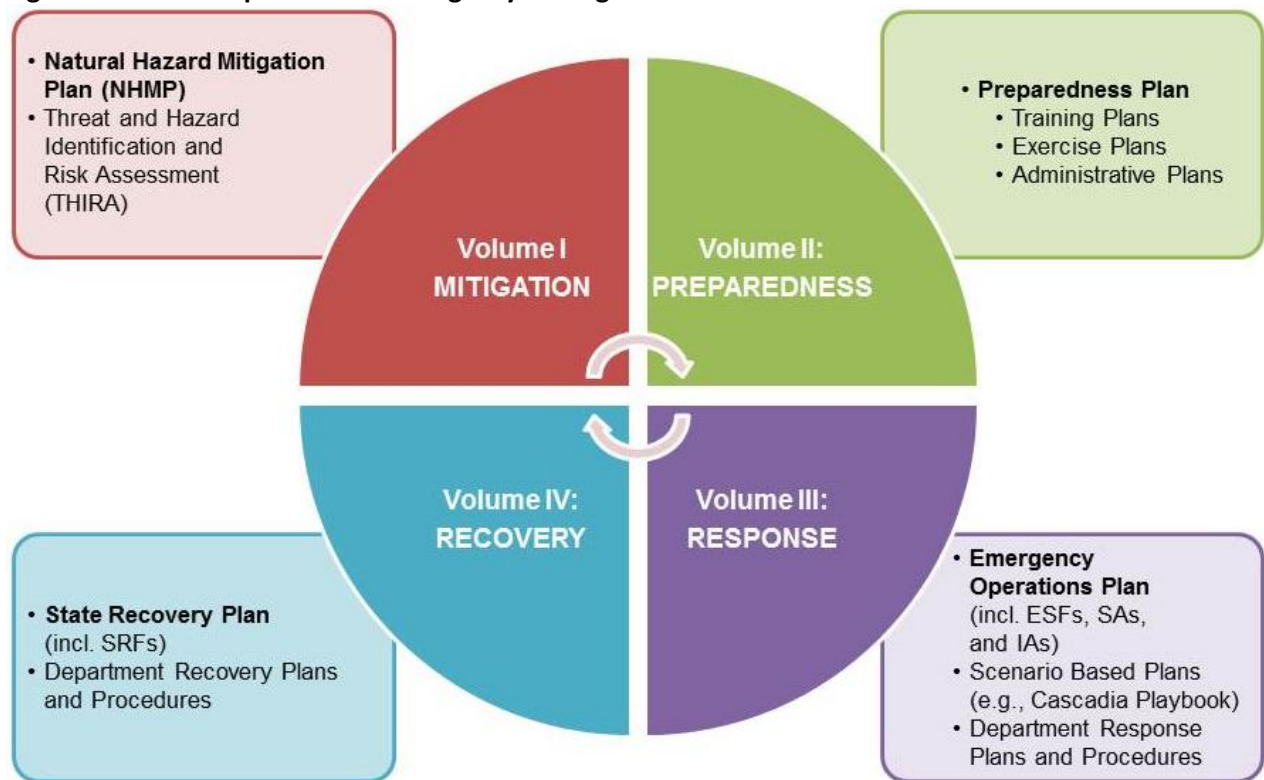 • Natural Hazard Mitigation
Plan (NHMP)
• Threat and Hazard
Identification and
Risk Assessment
(THIRA)
• Preparedness Plan
• Training Plans
• Exercise Plans
• Administrative Plans
Volume I
MITIGATION
Volume II:
PREPAREDNESS
Volume IV:
RECOVERY
Volume III:
RESPONSE
• State Recovery Plan
(incl. SRFs)
• Department Recovery Plans
and Procedures
• Emergency
Operations Plan
(incl. ESFs, SAs,
and IAs)
• Scenario Based Plans
(e.g., Cascadia Playbook)
• Department Response
Plans and Procedures